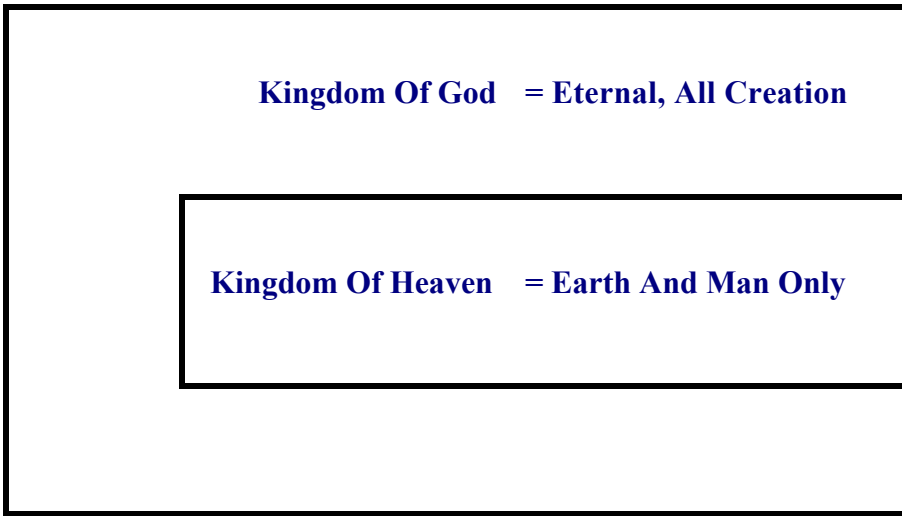 Kingdom Of God = Eternal, All Creation
Kingdom Of Heaven = Earth And Man Only